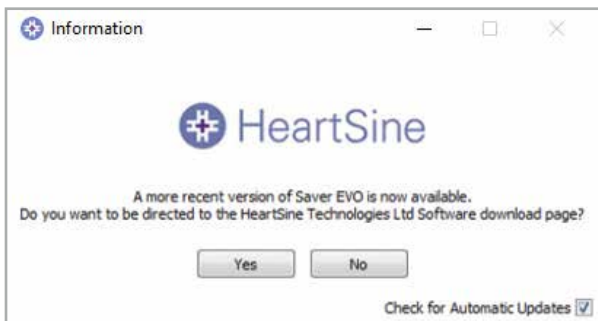 Information
HeartSine
A more recent version of Saver EVO is now available.
Do you want to be directed to the HeartSine Technologies Ltd Software download page?
Yes No
Check for Automatic Updates